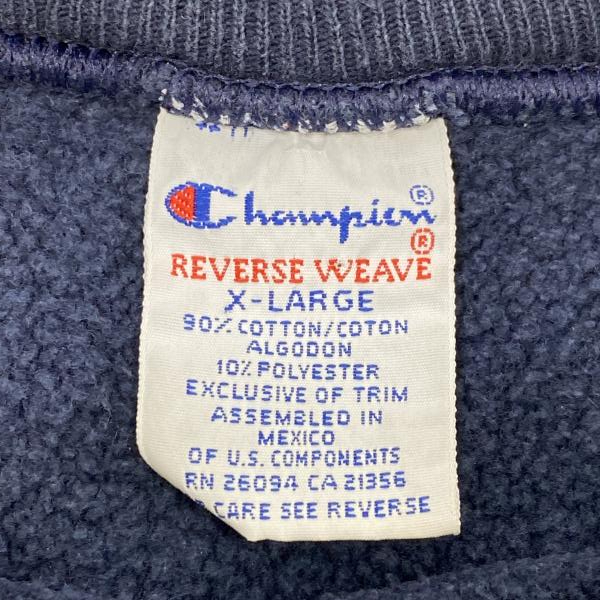 Champion®
REVERSE WEAVE®
X-LARGE
90% COTTON/COTON
ALGODON
10% POLYESTER
EXCLUSIVE OF TRIM
ASSEMBLED IN
MEXICO
OF U.S. COMPONENTS
RN 26094 CA 21356
CARE SEE REVERSE